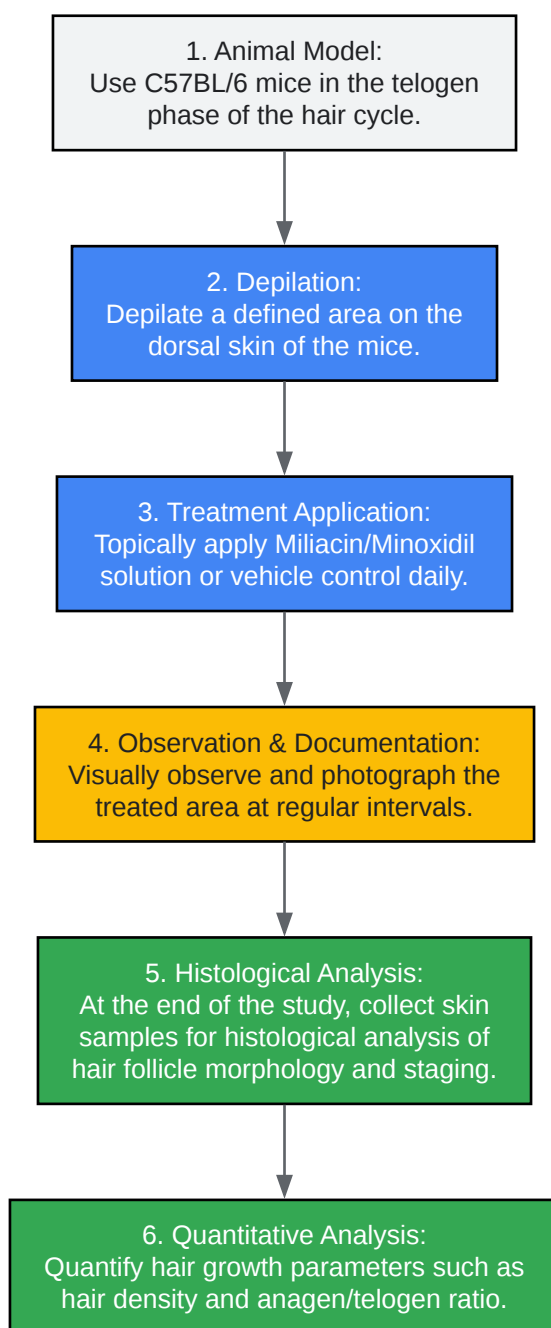 1. Animal Model:
Use C57BL/6 mice in the telogen
phase of the hair cycle.
2. Depilation:
Depilate a defined area on the
dorsal skin of the mice.
3. Treatment Application:
Topically apply Miliacin/Minoxidil
solution or vehicle control daily.
4. Observation & Documentation:
Visually observe and photograph the
treated area at regular intervals.
5. Histological Analysis:
At the end of the study, collect skin
samples for histological analysis of
hair follicle morphology and staging.
6. Quantitative Analysis:
Quantify hair growth parameters such as
hair density and anagen/telogen ratio.